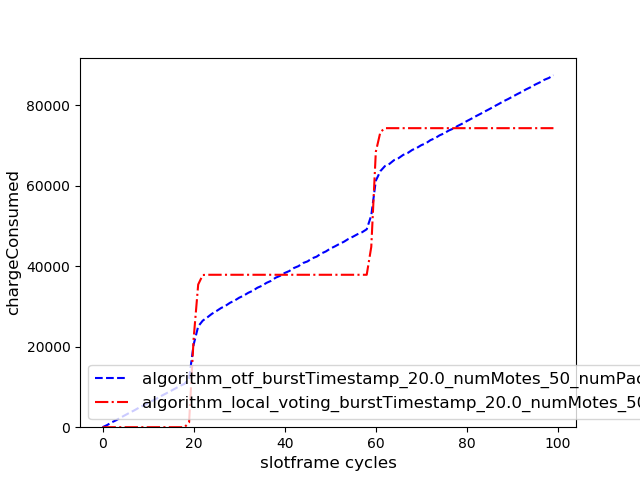 chargeConsumed
80000
60000
40000
20000
0
algorithm_otf_burstTimestamp_20.0_numMotes_50_numPac
algorithm_local_voting_burstTimestamp_20.0_numMotes_50
0 20 40 60 80 100
slotframe cycles